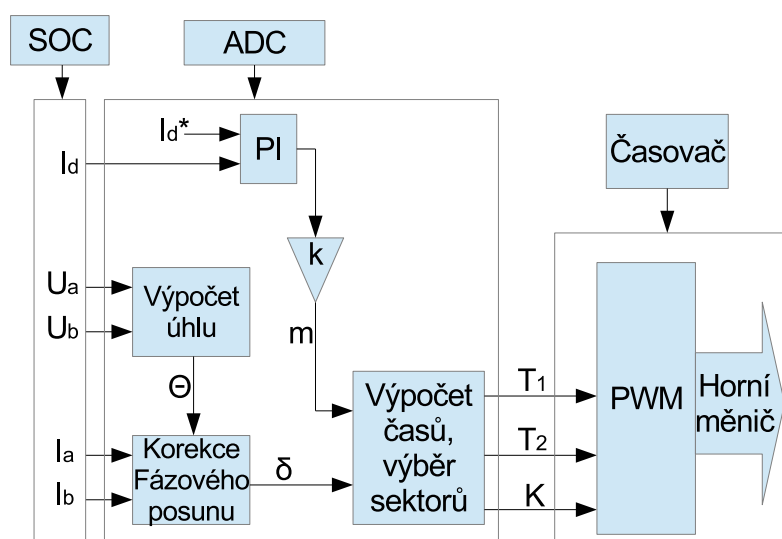 SOC
ADC
Id*
Id
PI
Časovač
k
Ua
Ub
Výpočet
úhlu
m
Θ
Výpočet
časů,
výběr
sektorů
T1
T2
K
PWM
Horní
měnič
Ia
Ib
Korekce
Fázového
posunu
δ